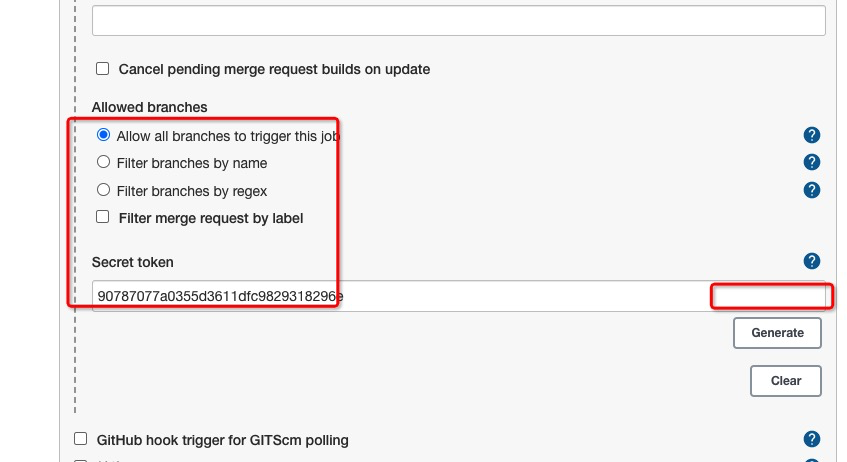 Cancel pending merge request builds on update
Allowed branches
Allow all branches to trigger this job
?
Filter branches by name
?
Filter branches by regex
?
Filter merge request by label
Secret token
?
90787077a0355d3611dfc9829318296e
Generate
Clear
GitHub hook trigger for GITScm polling
?